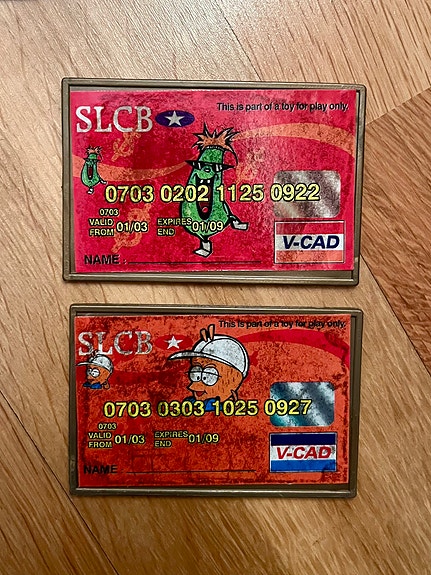 This is part of a toy for play only.
SLCB
0703 0202 1125 0922
0703
VALID FROM 01/03 EXPIRES END 01/09
V-CAD
NAME
This is part of a toy for play only.
SLCB
0703 0303 1025 0927
0703
VALID FROM 01/03 EXPIRES END 01/09
V-CAD
NAME